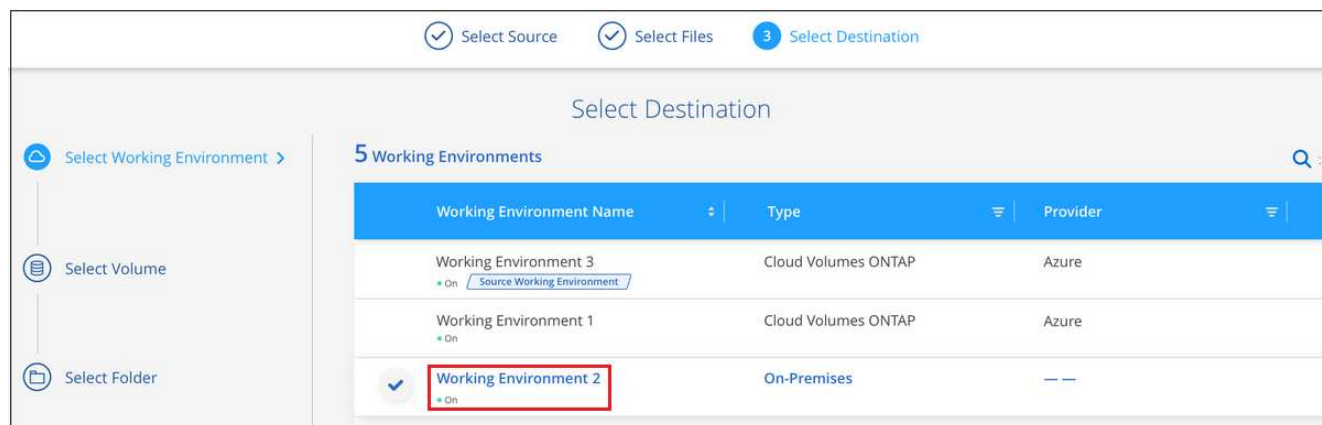 Select Source Select Files 3 Select Destination
Select Destination
Select Working Environment
5 Working Environments
Working Environment Name Type Provider
Working Environment 3 Cloud Volumes ONTAP Azure
On Source Working Environment
Select Volume
Working Environment 1 Cloud Volumes ONTAP Azure
On
Select Folder
Working Environment 2 On-Premises — —
On